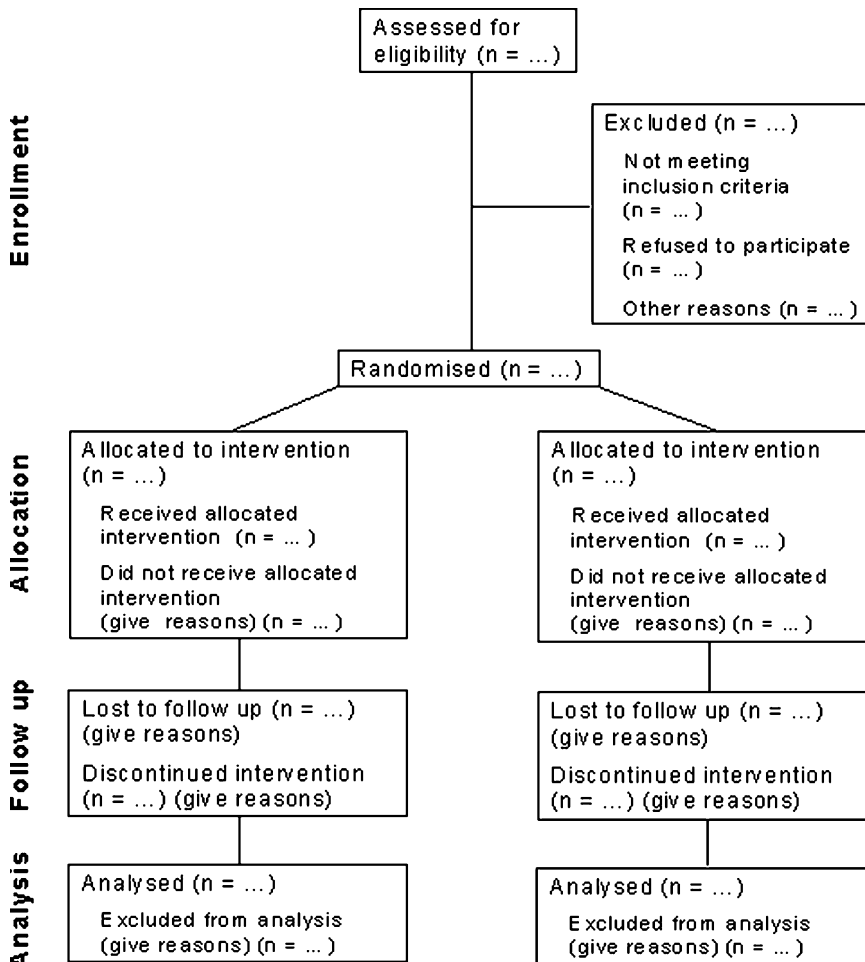 Assessed for
eligibility (n = ...)
Enrollment
Excluded (n = ...)
Not meeting
inclusion criteria
(n = ... )
Refused to participate
(n = ... )
Other reasons (n = ... )
Randomised (n = ...)
Allocation
Allocated to intervention
(n = ...)
Received allocated
intervention (n = ... )
Did not receive allocated
intervention
(give reasons) (n = ... )
Allocated to intervention
(n = ...)
Received allocated
intervention (n = ... )
Did not receive allocated
intervention
(give reasons) (n = ... )
Follow up
Lost to follow up (n = ...)
(give reasons)
Discontinued intervention
(n = ...) (give reasons)
Lost to follow up (n = ...)
(give reasons)
Discontinued intervention
(n = ...) (give reasons)
Analysis
Analysed (n = ...)
Excluded from analysis
(give reasons) (n = ... )
Analysed (n = ...)
Excluded from analysis
(give reasons) (n = ... )